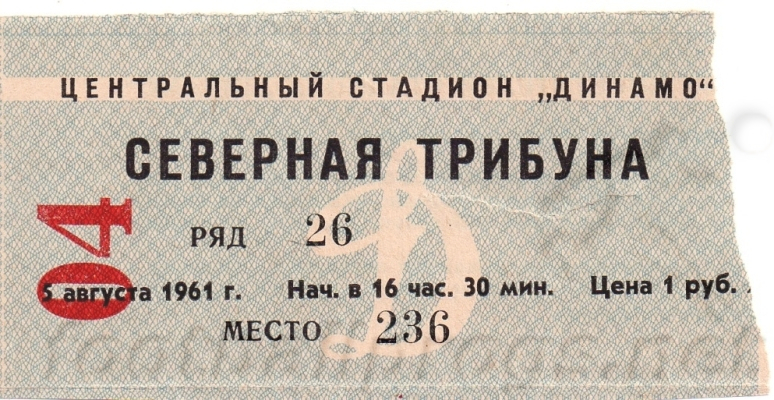 ЦЕНТРАЛЬНЫЙ СТАДИОН „ДИНАМО“
СЕВЕРНАЯ ТРИБУНА
04
РЯД 26
5 августа 1961 г. Нач. в 16 час. 30 мин. Цена 1 руб.
МЕСТО 236
Д